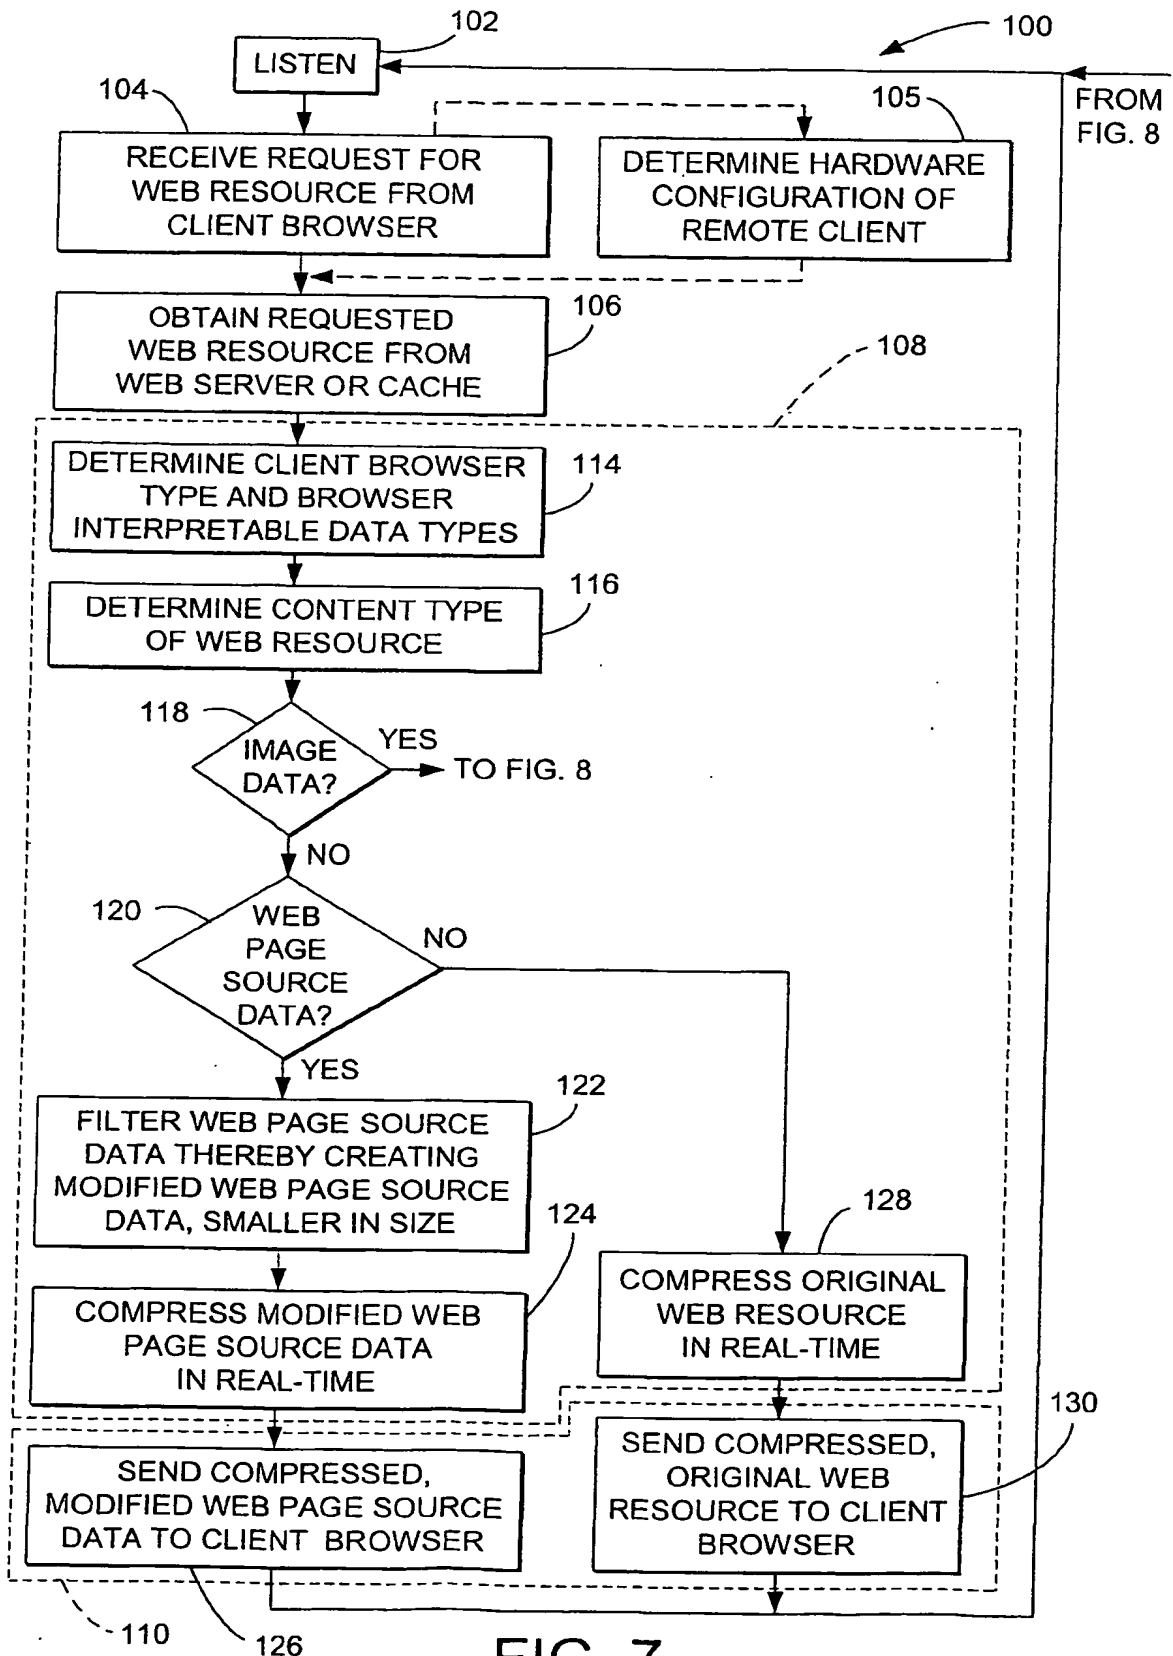 102
100
LISTEN
FROM
FIG. 8
104
105
RECEIVE REQUEST FOR
WEB RESOURCE FROM
CLIENT BROWSER
DETERMINE HARDWARE
CONFIGURATION OF
REMOTE CLIENT
106
OBTAIN REQUESTED
WEB RESOURCE FROM
WEB SERVER OR CACHE
108
114
DETERMINE CLIENT BROWSER
TYPE AND BROWSER
INTERPRETABLE DATA TYPES
116
DETERMINE CONTENT TYPE
OF WEB RESOURCE
118
IMAGE
DATA?
YES
TO FIG. 8
NO
120
WEB
PAGE
SOURCE
DATA?
NO
YES
122
FILTER WEB PAGE SOURCE
DATA THEREBY CREATING
MODIFIED WEB PAGE SOURCE
DATA, SMALLER IN SIZE
124
COMPRESS MODIFIED WEB
PAGE SOURCE DATA
IN REAL-TIME
128
COMPRESS ORIGINAL
WEB RESOURCE
IN REAL-TIME
130
SEND COMPRESSED,
MODIFIED WEB PAGE SOURCE
DATA TO CLIENT BROWSER
SEND COMPRESSED,
ORIGINAL WEB
RESOURCE TO CLIENT
BROWSER
110
126
FIG. 7